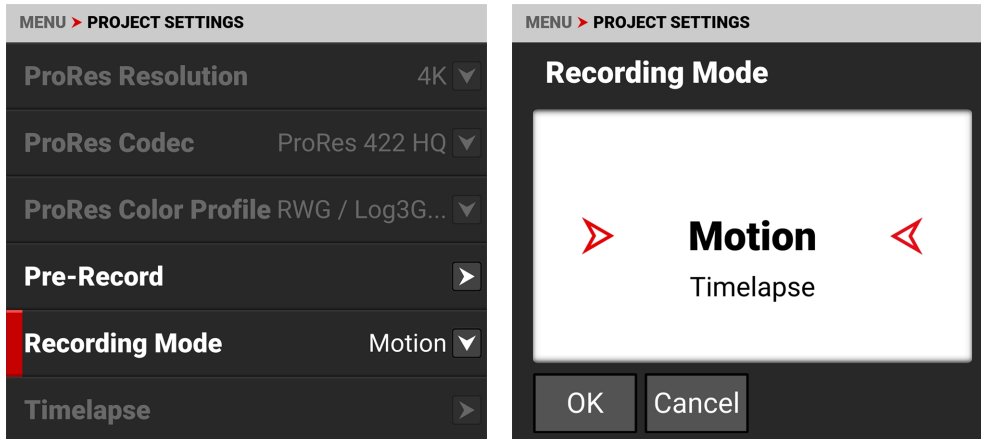 MENU PROJECT SETTINGS
ProRes Resolution 4K
ProRes Codec ProRes 422 HQ
ProRes Color Profile RWG / Log3G...
Pre-Record
Recording Mode Motion
Timelapse
MENU PROJECT SETTINGS
Recording Mode
Motion
Timelapse
OK Cancel